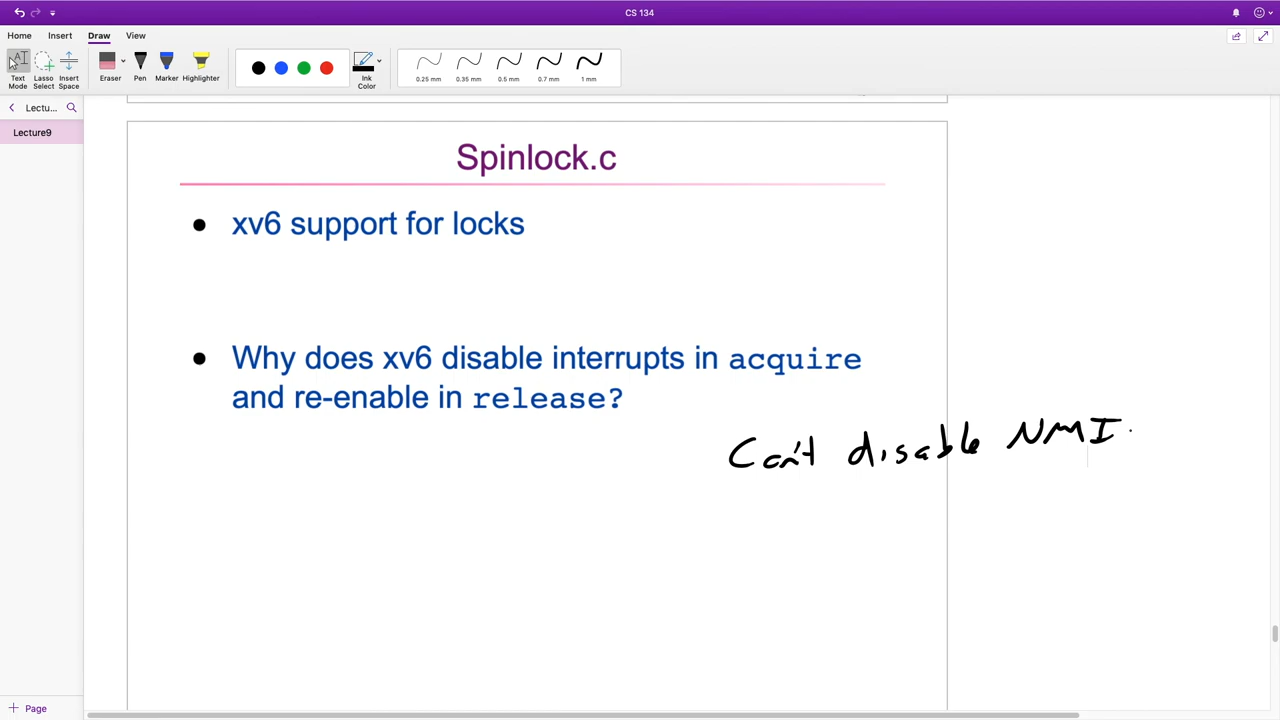 CS 134
Home Insert Draw View
Text Mode
Lasso Select
Insert Space
Eraser
Pen
Marker
Highlighter
Ink Color
0.25 mm
0.35 mm
0.5 mm
0.7 mm
1 mm
Lectu...
Lecture9
Spinlock.c
• xv6 support for locks
• Why does xv6 disable interrupts in acquire
and re-enable in release?
Can't disable NMI.
+ Page